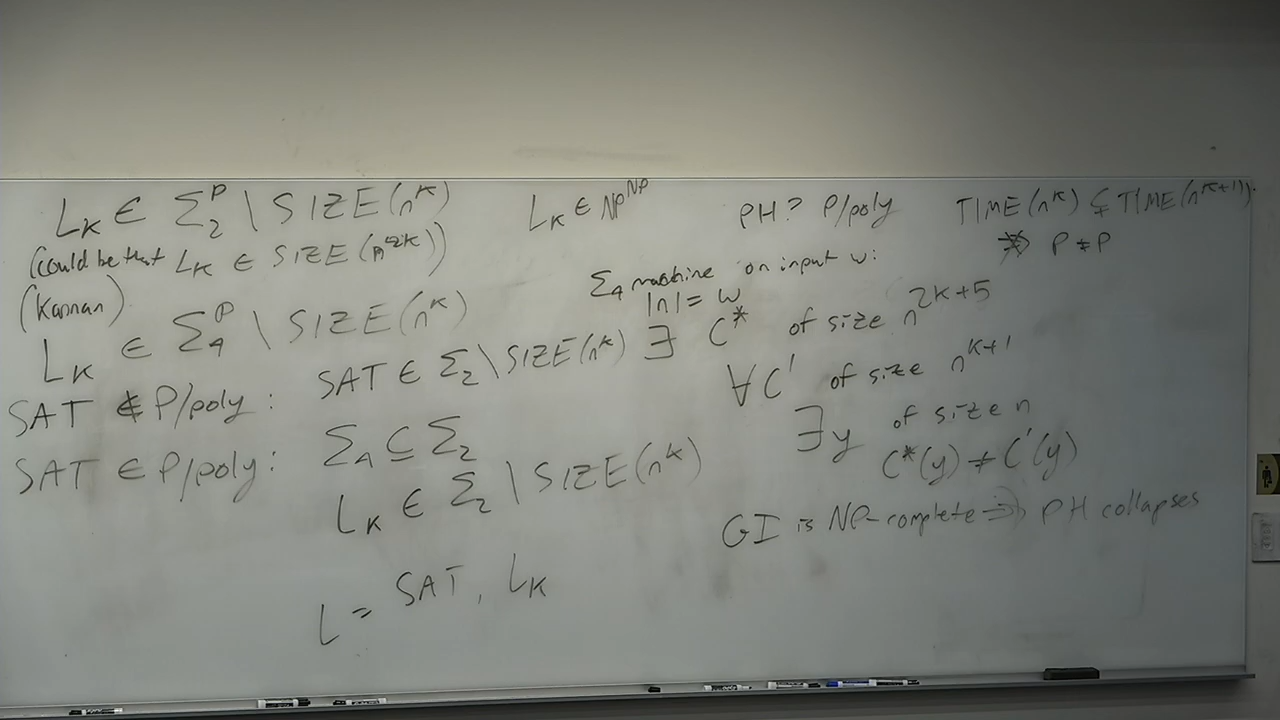 L_K ∈ Σ_2^P \ SIZE(n^K)
(could be that L_K ∈ SIZE(n^2K))
(Kannan)
L_K ∈ Σ_4^P \ SIZE(n^K)
SAT ∉ P/poly: SAT ∈ Σ_2 \ SIZE(n^K)
SAT ∈ P/poly: Σ_4 ⊆ Σ_2
L_K ∈ Σ_2 \ SIZE(n^K)
L = SAT, L_K
L_K ∈ NP^NP
PH ? P/poly
TIME(n^K) ⊊ TIME(n^(K+1)).
P ≠ P
Σ_4 machine on input w:
|n| = w
∃ C* of size n^2K+5
∀ C' of size n^K+1
∃ y of size n
C*(y) ≠ C'(y)
GI is NP-complete ⇒ PH collapses